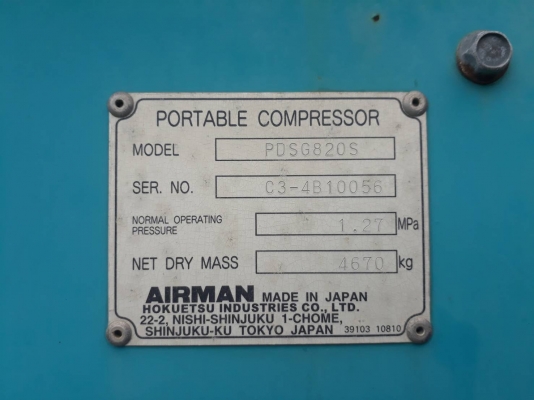 PORTABLE COMPRESSOR
MODEL PDSG820S
SER. NO. C3-4B10056
NORMAL OPERATING PRESSURE 1.27 MPa
NET DRY MASS 4670 kg
AIRMAN MADE IN JAPAN
HOKUETSU INDUSTRIES CO., LTD.
22-2, NISHI-SHINJUKU 1-CHOME,
SHINJUKU-KU TOKYO JAPAN 39103 10810